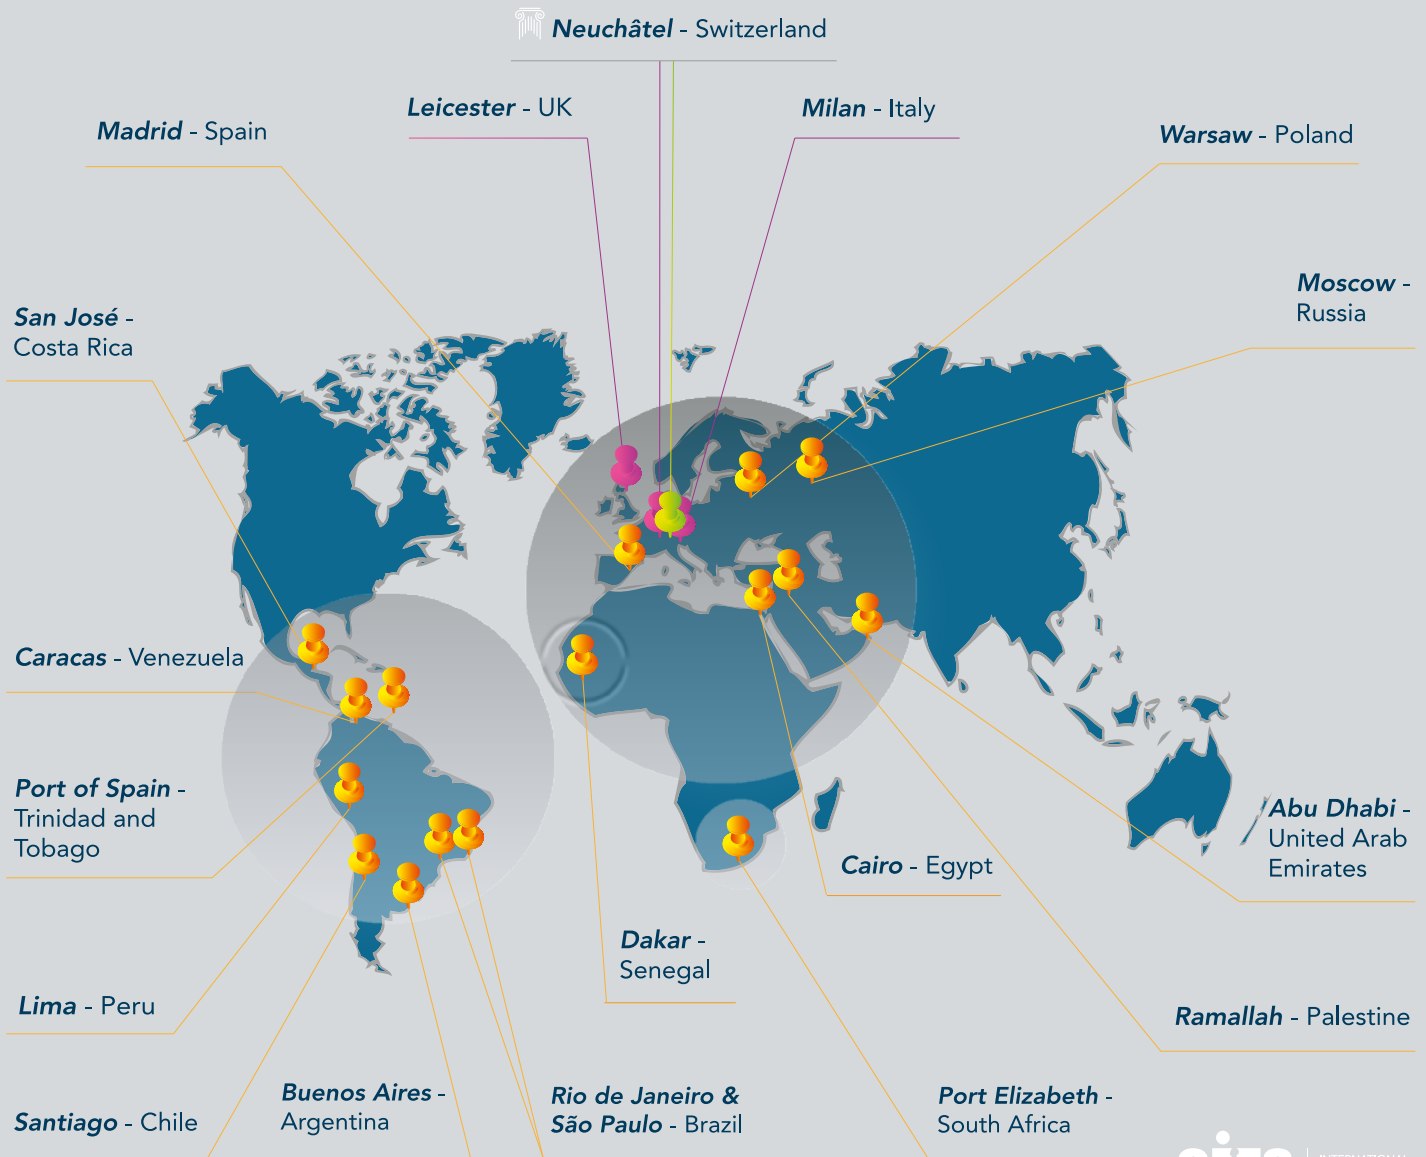 Neuchâtel - Switzerland
Leicester - UK
Milan - Italy
Madrid - Spain
Warsaw - Poland
Moscow -
Russia
San José -
Costa Rica
Caracas - Venezuela
Port of Spain -
Trinidad and
Tobago
Abu Dhabi -
United Arab
Emirates
Cairo - Egypt
Dakar -
Senegal
Lima - Peru
Ramallah - Palestine
Buenos Aires -
Argentina
Rio de Janeiro &
São Paulo - Brazil
Port Elizabeth -
South Africa
Santiago - Chile